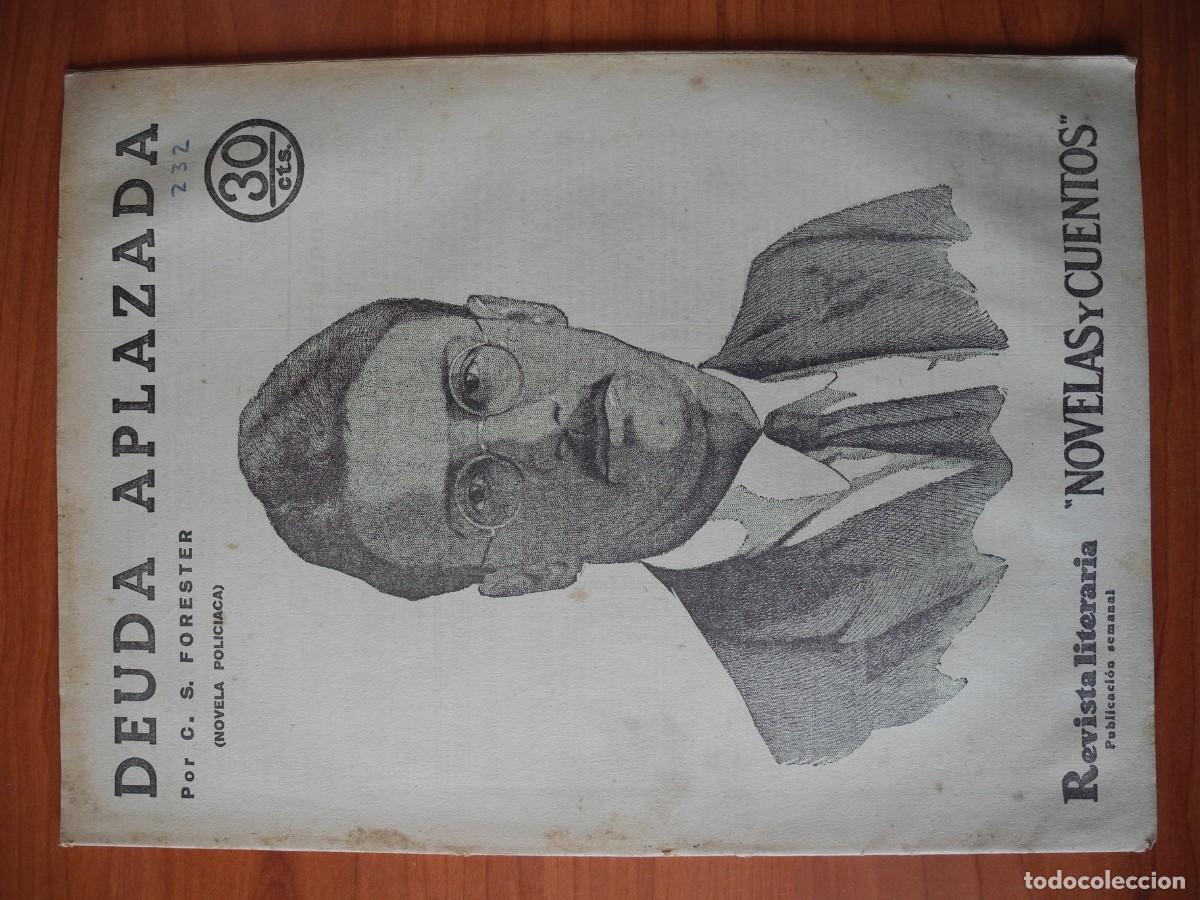 DEUDA APLAZADA
Por C. S. FORESTER
232
(NOVELA POLICIACA)
30
cts.
Revista literaria "NOVELAS Y CUENTOS"
Publicación semanal
todocoleccion